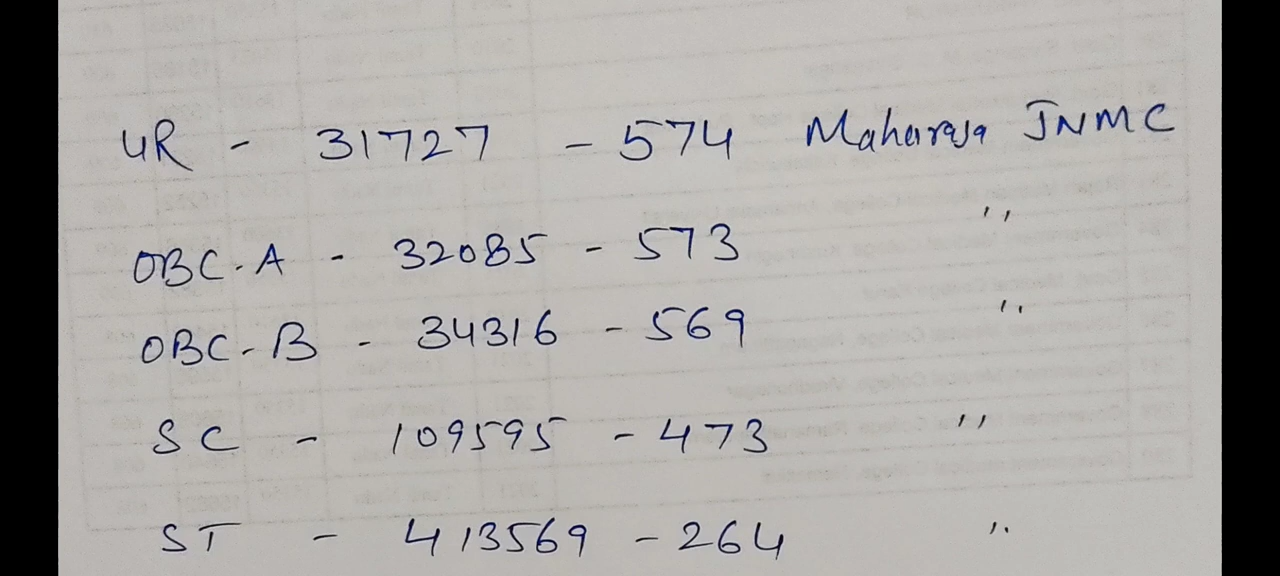 UR - 31727 - 574 Maharaja JNMC
OBC-A - 32085 - 573 "
OBC-B - 34316 - 569 "
SC - 109595 - 473 "
ST - 413569 - 264 "